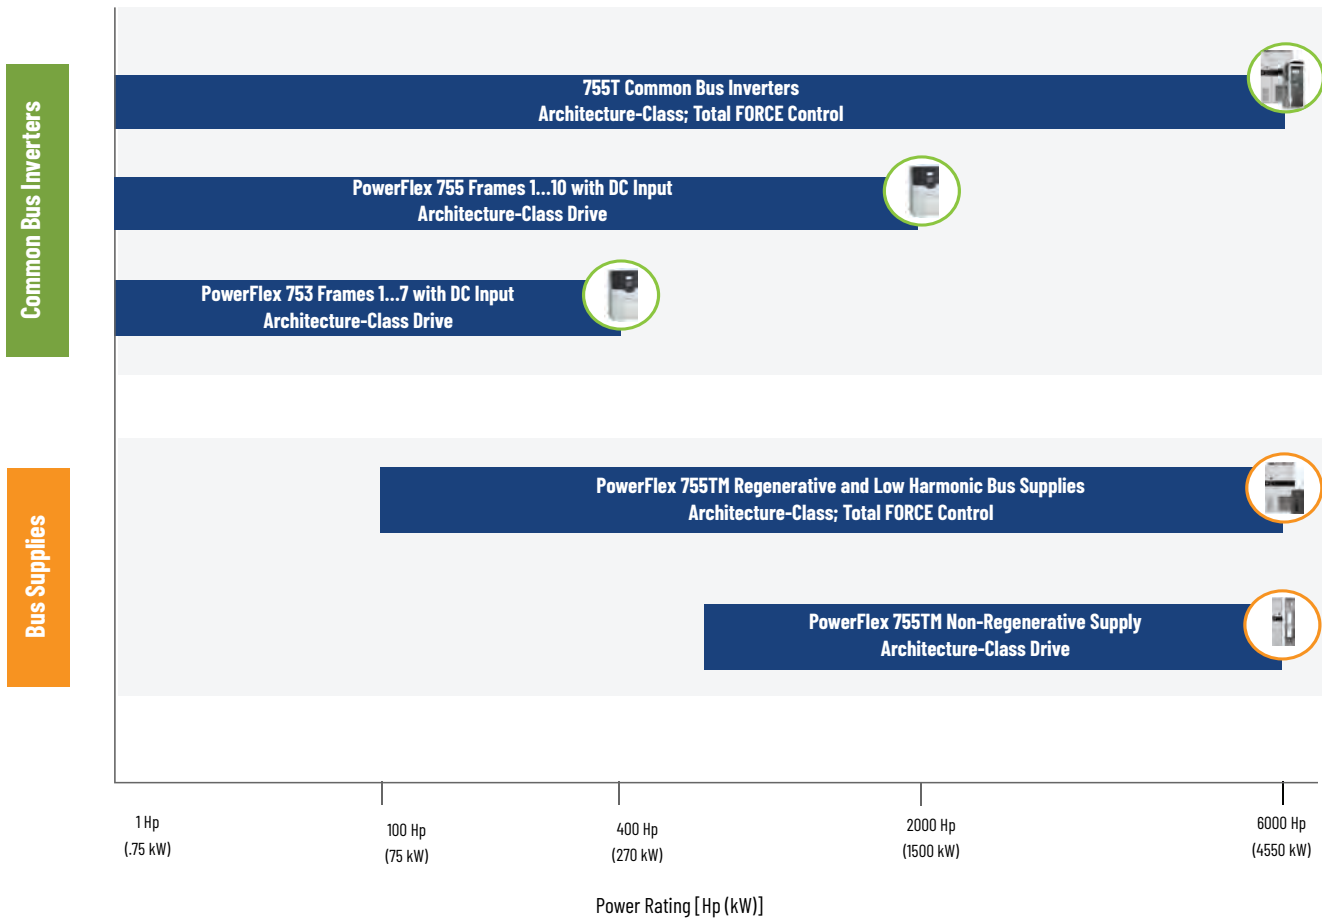 Common Bus Inverters
755T Common Bus Inverters
Architecture-Class; Total FORCE Control
PowerFlex 755 Frames 1...10 with DC Input
Architecture-Class Drive
PowerFlex 753 Frames 1...7 with DC Input
Architecture-Class Drive
Bus Supplies
PowerFlex 755TM Regenerative and Low Harmonic Bus Supplies
Architecture-Class; Total FORCE Control
PowerFlex 755TM Non-Regenerative Supply
Architecture-Class Drive
1 Hp
(.75 kW)
100 Hp
(75 kW)
400 Hp
(270 kW)
2000 Hp
(1500 kW)
6000 Hp
(4550 kW)
Power Rating [Hp (kW)]